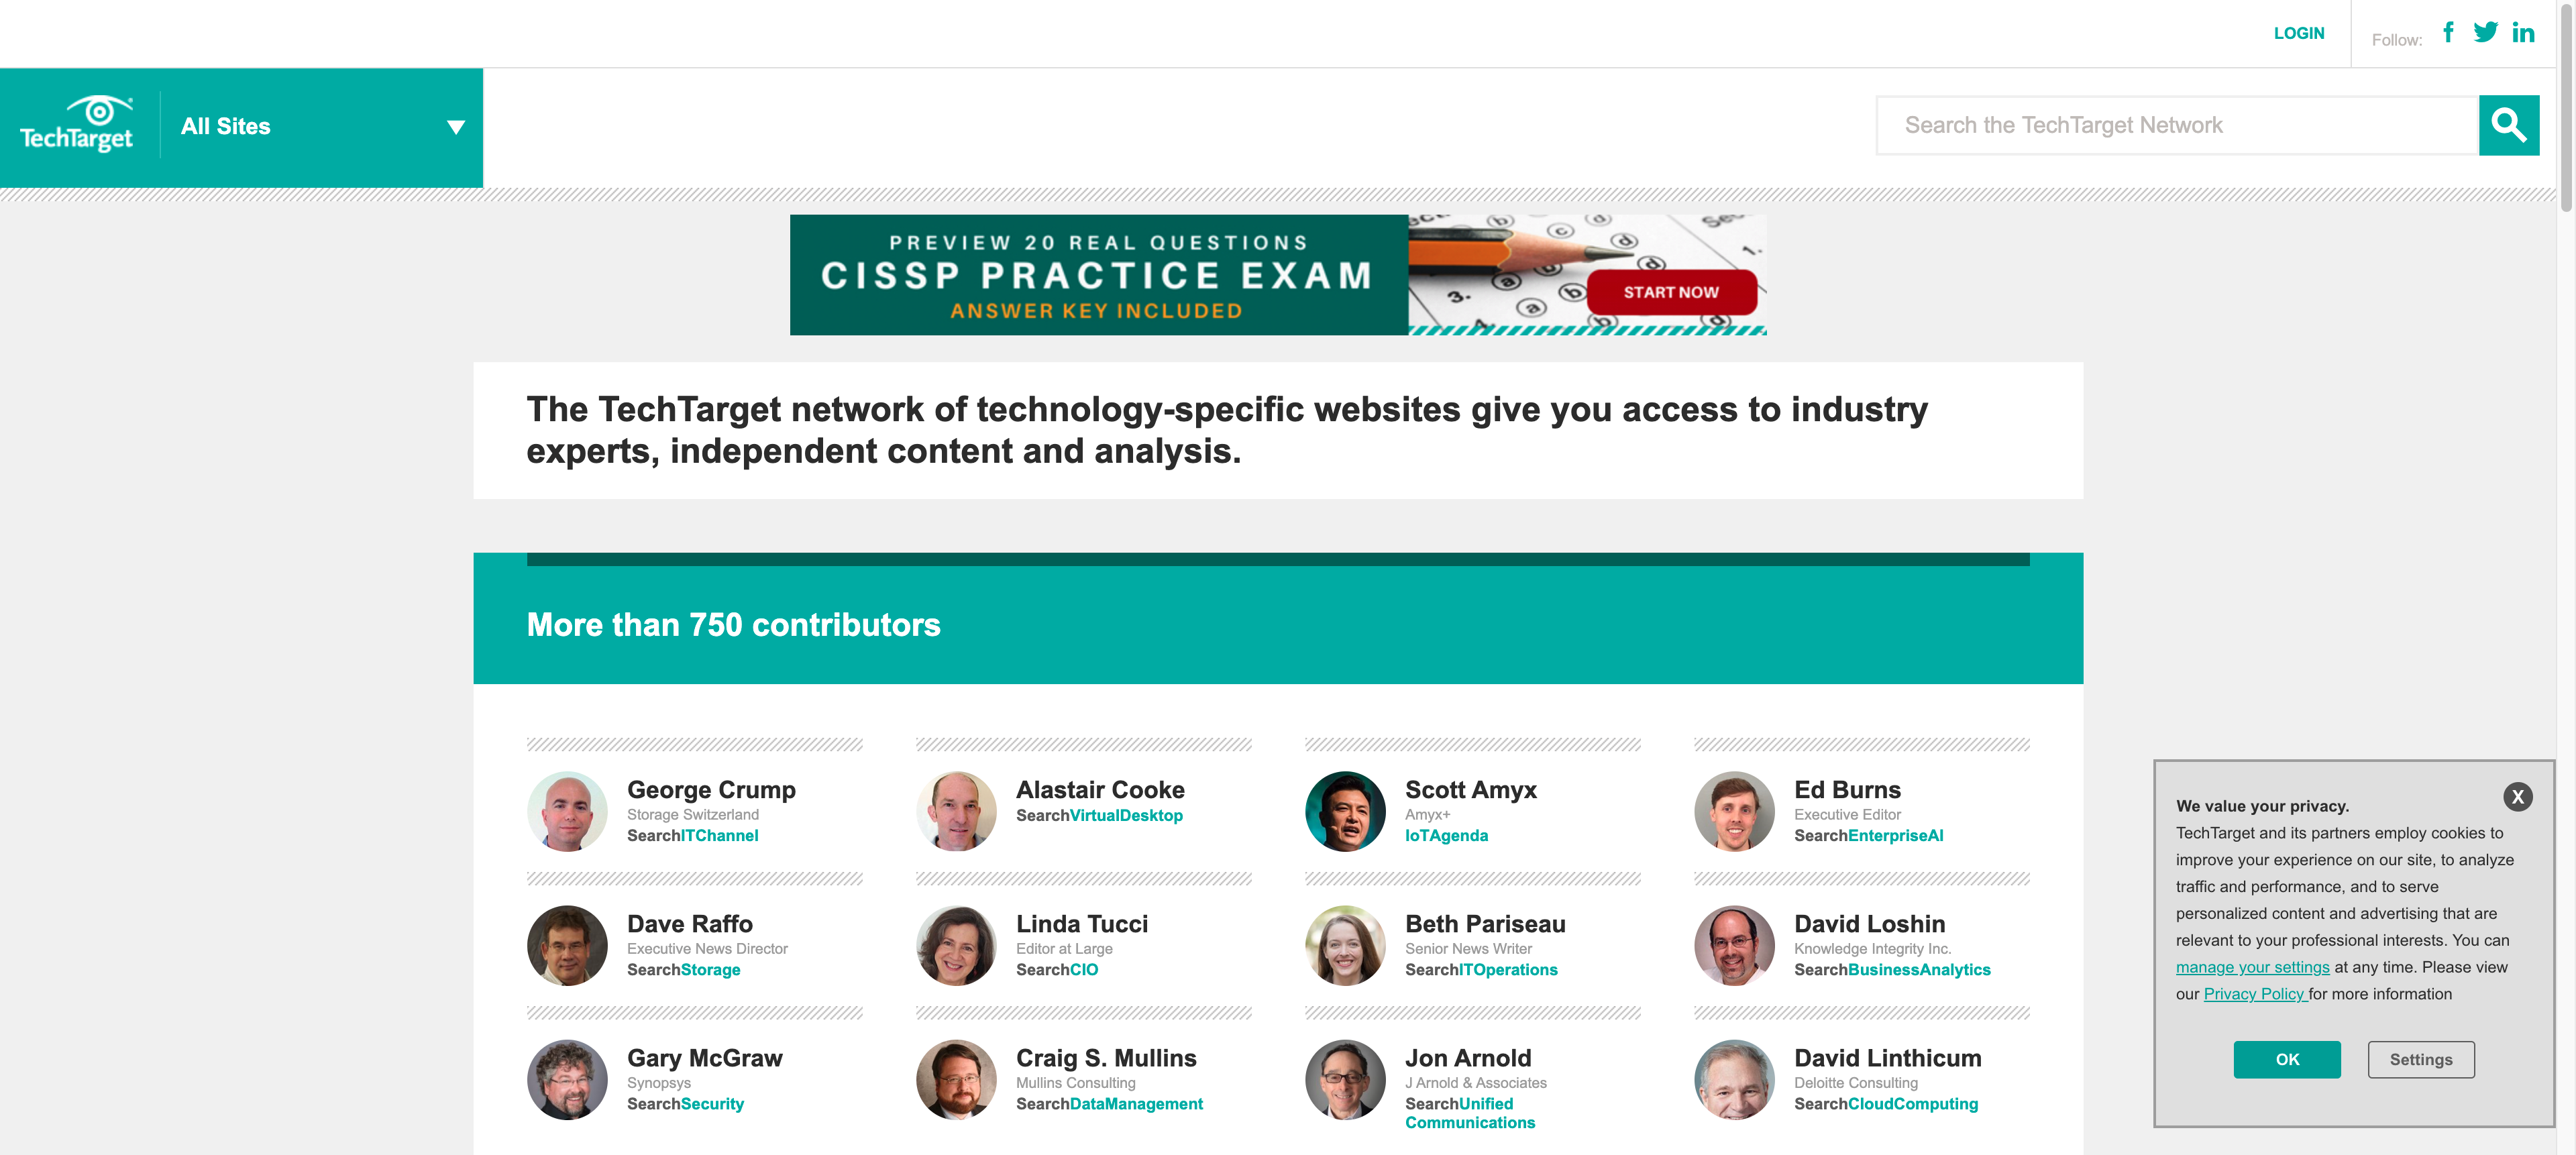 LOGIN
Follow:
TechTarget
All Sites
Search the TechTarget Network
PREVIEW 20 REAL QUESTIONS
CISSP PRACTICE EXAM
ANSWER KEY INCLUDED
START NOW
The TechTarget network of technology-specific websites give you access to industry
experts, independent content and analysis.
More than 750 contributors
George Crump
Storage Switzerland
SearchITChannel
Alastair Cooke
SearchVirtualDesktop
Scott Amyx
Amyx+
IoTAgenda
Ed Burns
Executive Editor
SearchEnterpriseAI
Dave Raffo
Executive News Director
SearchStorage
Linda Tucci
Editor at Large
SearchCIO
Beth Pariseau
Senior News Writer
SearchITOperations
David Loshin
Knowledge Integrity Inc.
SearchBusinessAnalytics
Gary McGraw
Synopsys
SearchSecurity
Craig S. Mullins
Mullins Consulting
SearchDataManagement
Jon Arnold
J Arnold & Associates
SearchUnified
Communications
David Linthicum
Deloitte Consulting
SearchCloudComputing
X
We value your privacy.
TechTarget and its partners employ cookies to
improve your experience on our site, to analyze
traffic and performance, and to serve
personalized content and advertising that are
relevant to your professional interests. You can
manage your settings at any time. Please view
our Privacy Policy for more information
OK
Settings